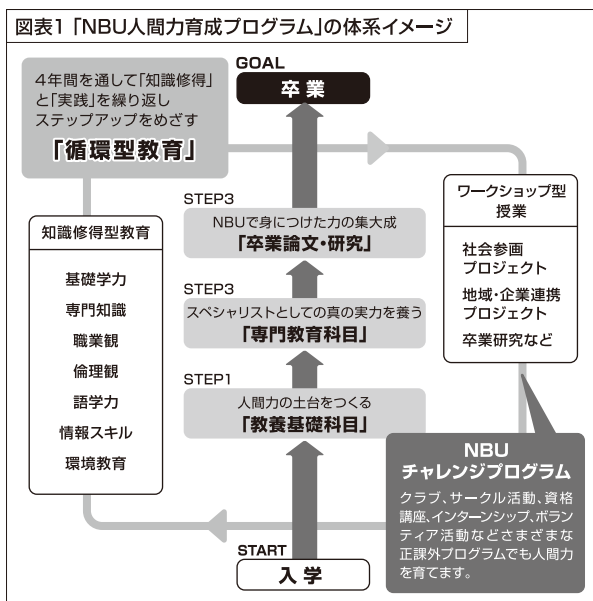 図表1 「NBU人間力育成プログラム」の体系イメージ
4年間を通して「知識修得」
と「実践」を繰り返し
ステップアップをめざす
「循環型教育」
GOAL
卒業
STEP3
NBUで身につけた力の集大成
「卒業論文・研究」
STEP3
スペシャリストとしての真の実力を養う
「専門教育科目」
STEP1
人間力の土台をつくる
「教養基礎科目」
START
入学
知識修得型教育
基礎学力
専門知識
職業観
倫理観
語学力
情報スキル
環境教育
ワークショップ型
授業
社会参画
プロジェクト
地域・企業連携
プロジェクト
卒業研究など
NBU
チャレンジプログラム
クラブ、サークル活動、資格
講座、インターンシップ、ボラン
ティア活動などさまざまな
正課外プログラムでも人間力
を育てます。